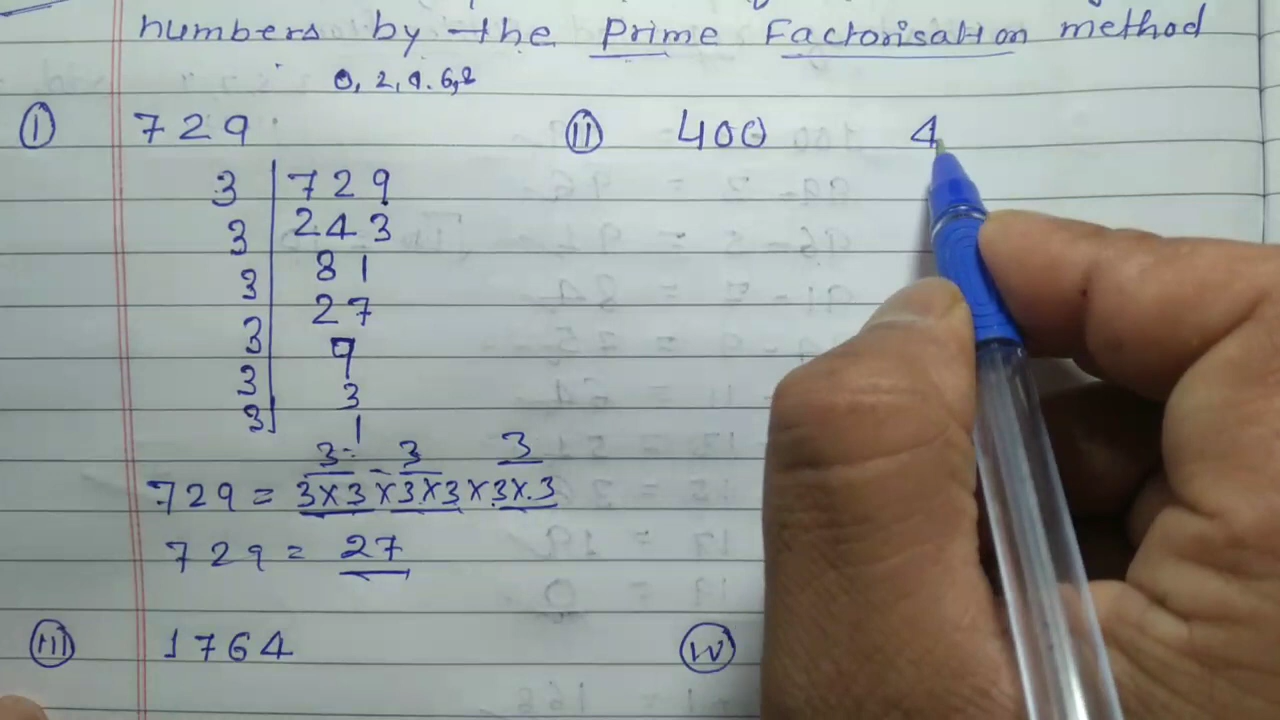 numbers by the Prime Factorisation method
0, 2, 4. 6, 8
I 729
II 400 4
3 729
3 243
3 81
3 27
3 9
3 3
1
3 3 3
729 = 3×3×3×3×3×3
729 = 27
III 1764
IV